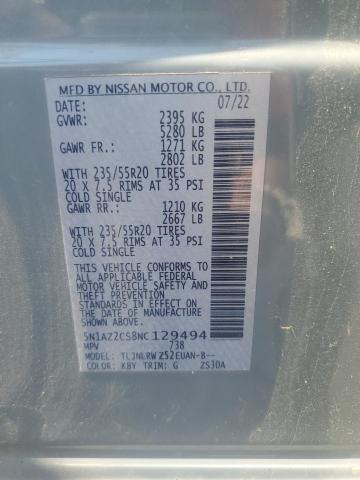 MFD BY NISSAN MOTOR CO., LTD.
DATE: 07/22
GVWR: 2395 KG
5280 LB
GAWR FR.: 1271 KG
2802 LB
WITH 235/55R20 TIRES
20 X 7.5 RIMS AT 35 PSI
COLD SINGLE
GAWR RR.: 1210 KG
2667 LB
WITH 235/55R20 TIRES
20 X 7.5 RIMS AT 35 PSI
COLD SINGLE
THIS VEHICLE CONFORMS TO
ALL APPLICABLE FEDERAL
MOTOR VEHICLE SAFETY AND
THEFT PREVENTION
STANDARDS IN EFFECT ON
THE DATE OF MANUFACTURE
SHOWN ABOVE.
5N1AZ2CS8NC129494
MPV 738
MODEL: TLJNLRW Z52EUAN-B--
COLOR: KBY TRIM: G ZS30A